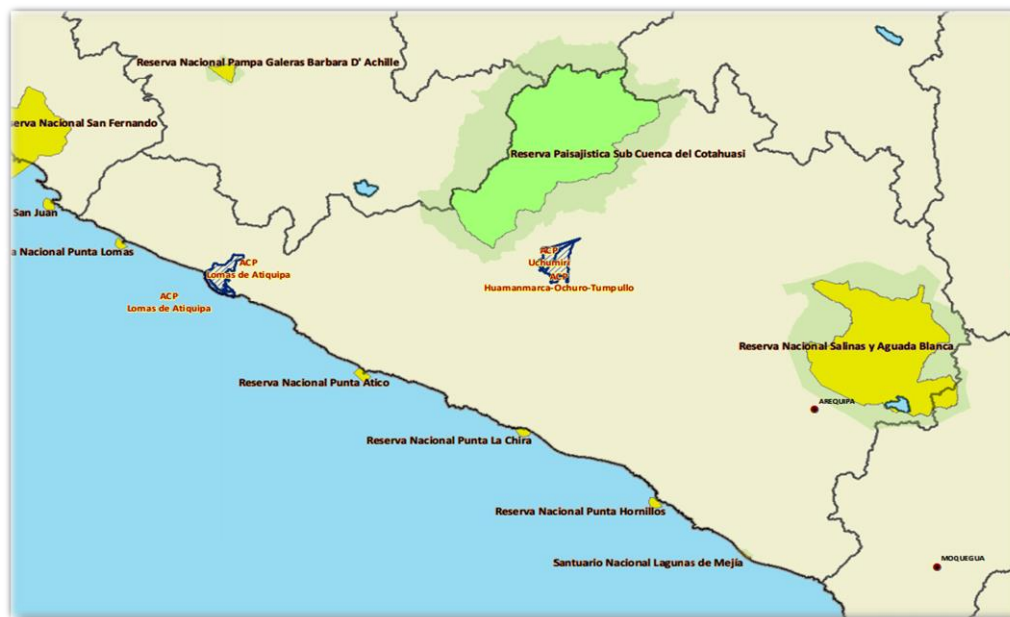 Reserva Nacional Pampa Galeras Barbara D' Achille
serva Nacional San Fernando
Reserva Paisajistica Sub Cuenca del Cotahuasi
San Juan
a Nacional Punta Lomas
ACP
Lomas de Atiquipa
ACP
Uchumiri
ACP
Huamanmarca-Ochuro-Tumpullo
ACP
Lomas de Atiquipa
Reserva Nacional Salinas y Aguada Blanca
Reserva Nacional Punta Atico
AREQUIPA
Reserva Nacional Punta La Chira
Reserva Nacional Punta Hornillos
Santuario Nacional Lagunas de Mejía
MOQUEGUA